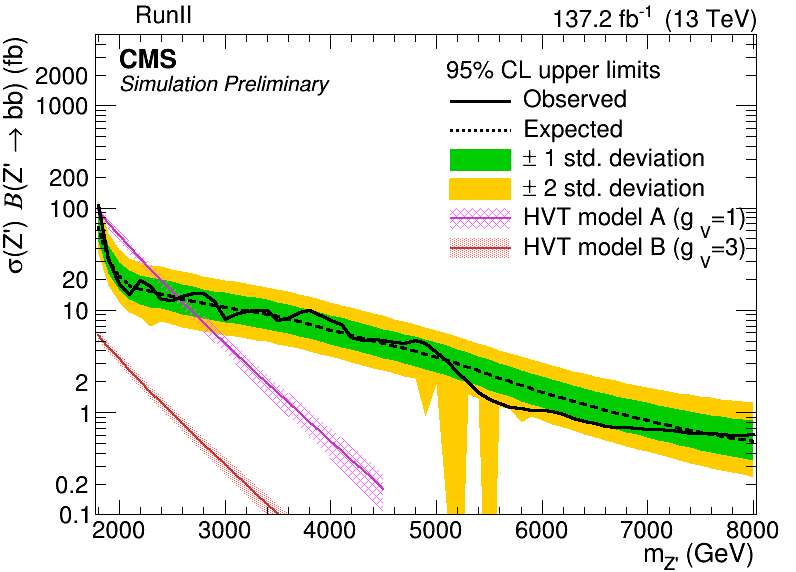 RunII
137.2 fb⁻¹ (13 TeV)
CMS
Simulation Preliminary
95% CL upper limits
Observed
Expected
± 1 std. deviation
± 2 std. deviation
HVT model A (g_v=1)
HVT model B (g_v=3)
σ(Z') B(Z' → bb) (fb)
2000
1000
200
100
20
10
2
1
0.2
0.1
2000 3000 4000 5000 6000 7000 8000
m_Z' (GeV)